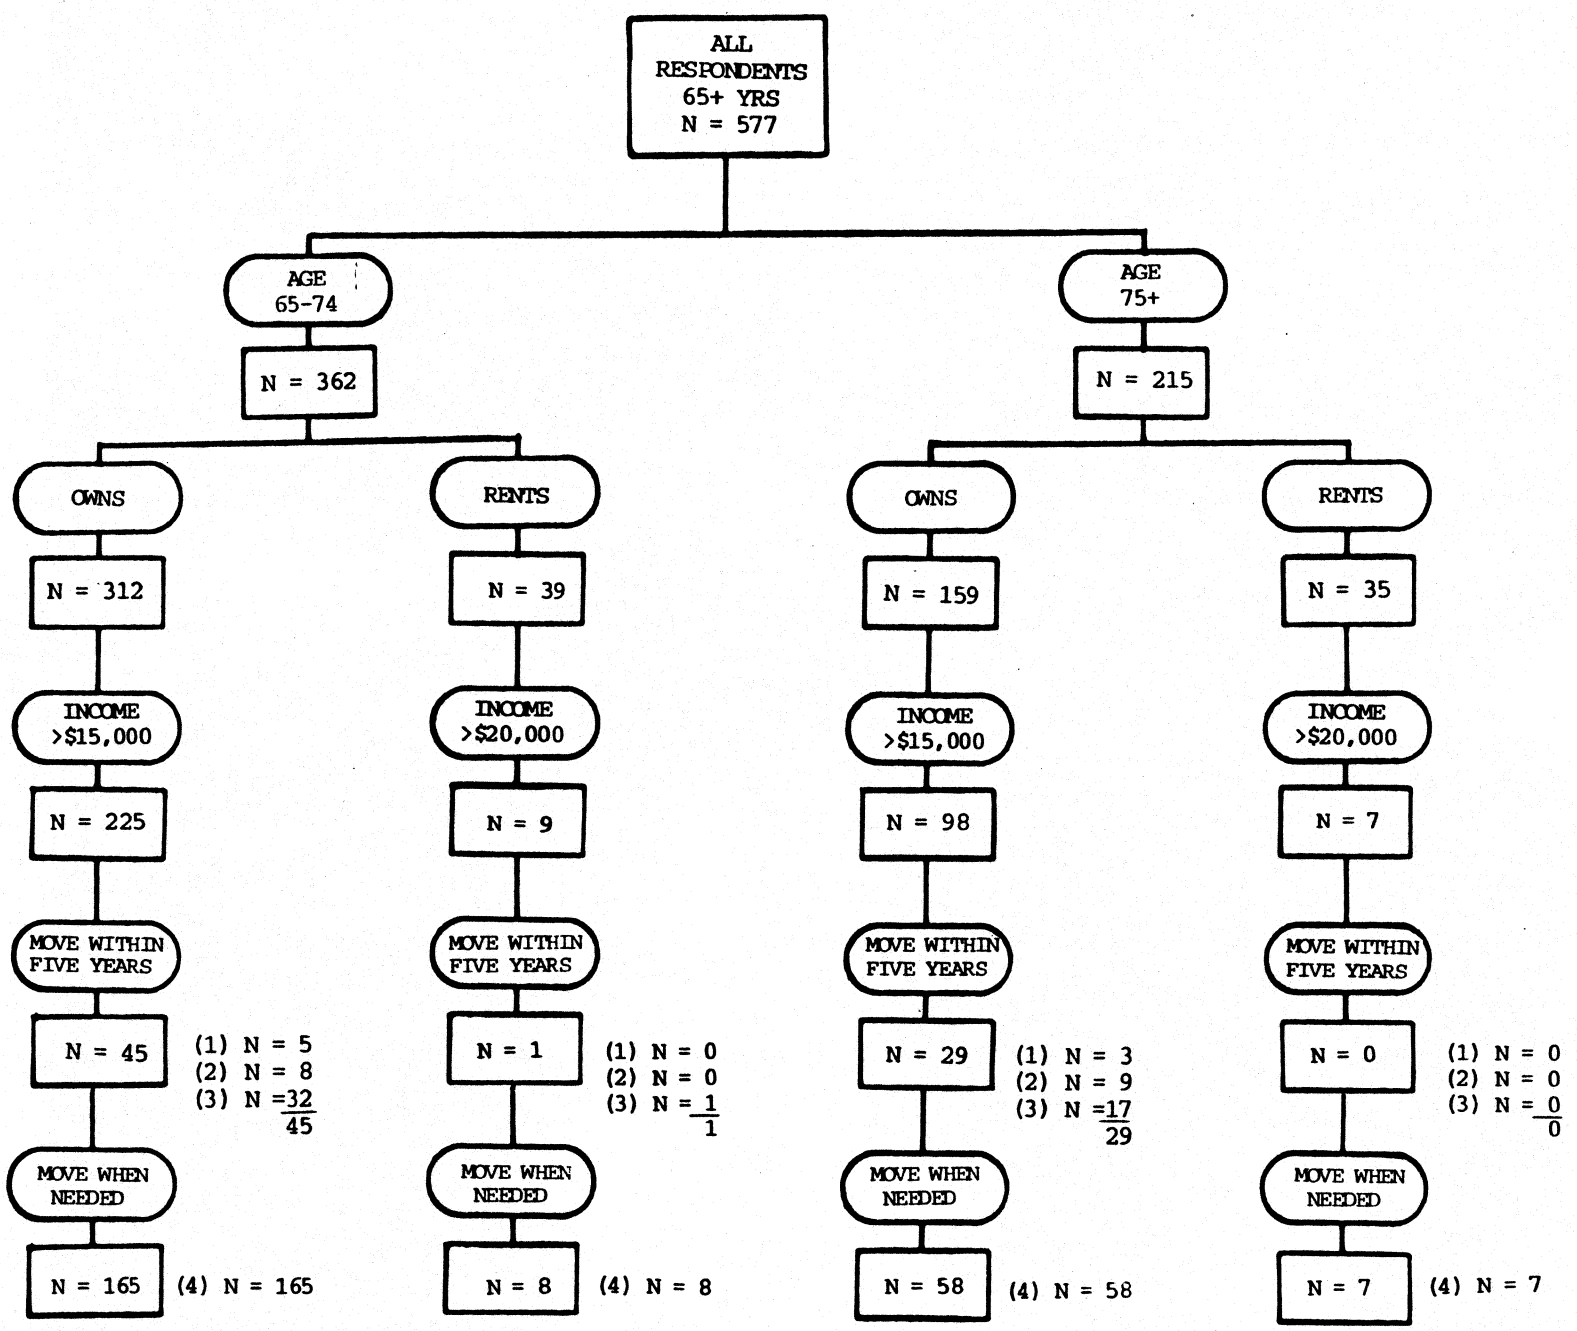 ALL
RESPONDENTS
65+ YRS
N = 577
AGE
65-74
AGE
75+
N = 362
N = 215
OWNS
RENTS
OWNS
RENTS
N = 312
N = 39
N = 159
N = 35
INCOME
>$15,000
INCOME
>$20,000
INCOME
>$15,000
INCOME
>$20,000
N = 225
N = 9
N = 98
N = 7
MOVE WITHIN
FIVE YEARS
MOVE WITHIN
FIVE YEARS
MOVE WITHIN
FIVE YEARS
MOVE WITHIN
FIVE YEARS
N = 45
(1) N = 5
(2) N = 8
(3) N =32
45
N = 1
(1) N = 0
(2) N = 0
(3) N = 1
1
N = 29
(1) N = 3
(2) N = 9
(3) N =17
29
N = 0
(1) N = 0
(2) N = 0
(3) N = 0
0
MOVE WHEN
NEEDED
MOVE WHEN
NEEDED
MOVE WHEN
NEEDED
MOVE WHEN
NEEDED
N = 165
(4) N = 165
N = 8
(4) N = 8
N = 58
(4) N = 58
N = 7
(4) N = 7